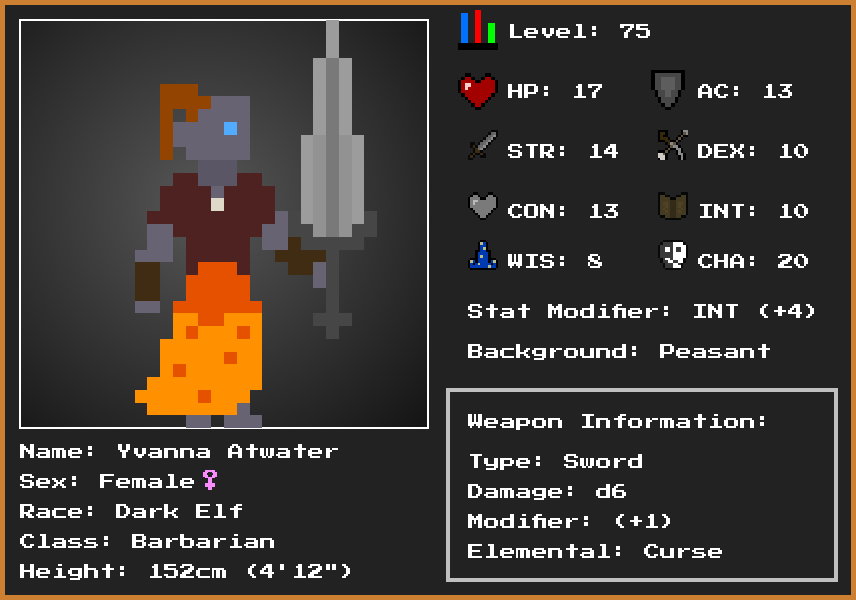 Level: 75
HP: 17
AC: 13
STR: 14
DEX: 10
CON: 13
INT: 10
WIS: 8
CHA: 20
Stat Modifier: INT (+4)
Background: Peasant
Weapon Information:
Type: Sword
Damage: d6
Modifier: (+1)
Elemental: Curse
Name: Yvanna Atwater
Sex: Female♀
Race: Dark Elf
Class: Barbarian
Height: 152cm (4'12")